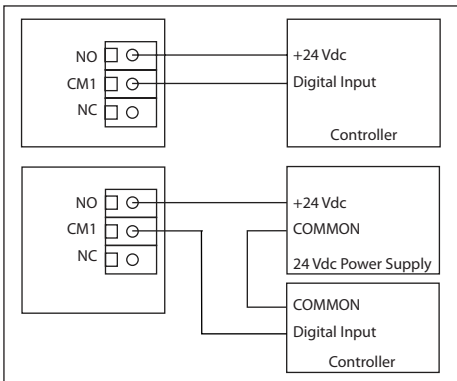 NO
+24 Vdc
CM1
Digital Input
NC
Controller
NO
+24 Vdc
CM1
COMMON
NC
24 Vdc Power Supply
COMMON
Digital Input
Controller